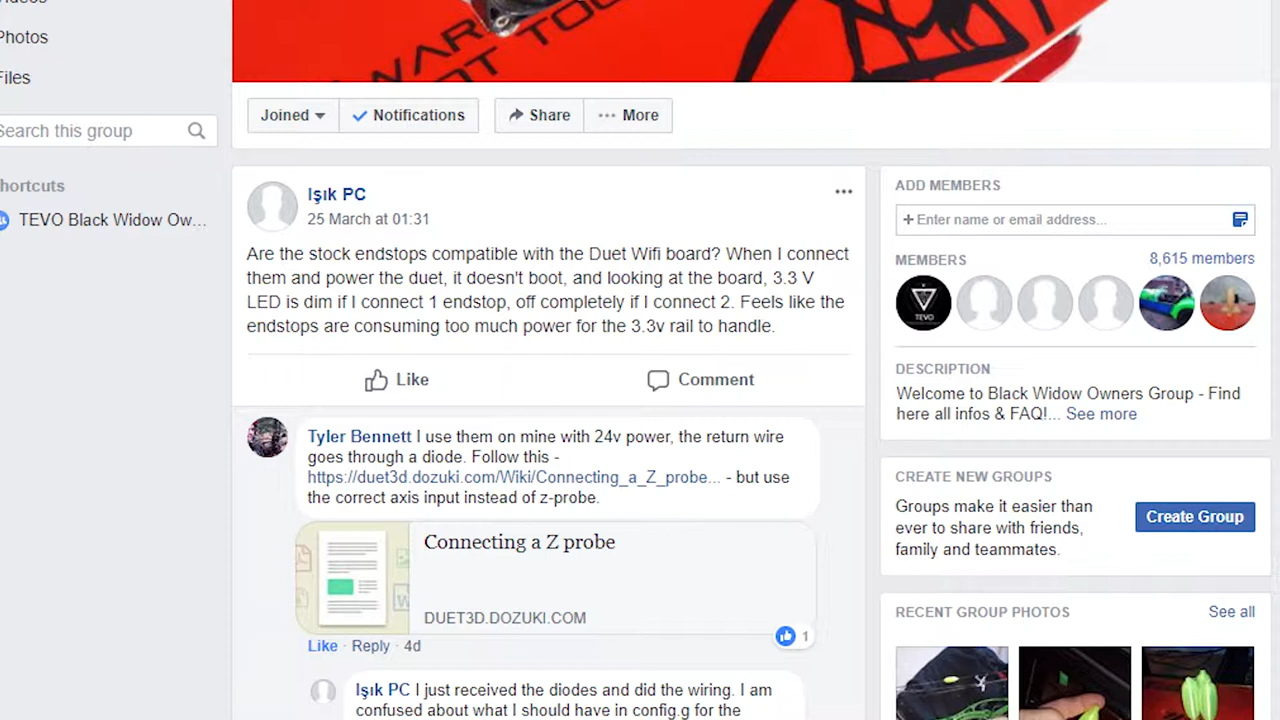 Videos
Photos
Files
Search this group
Shortcuts
TEVO Black Widow Ow...
WAR
OT TOO
Joined
Notifications
Share
More
Işık PC
25 March at 01:31
Are the stock endstops compatible with the Duet Wifi board? When I connect
them and power the duet, it doesn't boot, and looking at the board, 3.3 V
LED is dim if I connect 1 endstop, off completely if I connect 2. Feels like the
endstops are consuming too much power for the 3.3v rail to handle.
Like
Comment
Tyler Bennett I use them on mine with 24v power, the return wire
goes through a diode. Follow this -
https://duet3d.dozuki.com/Wiki/Connecting_a_Z_probe... - but use
the correct axis input instead of z-probe.
Connecting a Z probe
DUET3D.DOZUKI.COM
1
Like · Reply · 4d
Işık PC I just received the diodes and did the wiring. I am
confused about what I should have in config.g for the
ADD MEMBERS
+ Enter name or email address...
MEMBERS
8,615 members
TEVO
DESCRIPTION
Welcome to Black Widow Owners Group - Find
here all infos & FAQ!... See more
CREATE NEW GROUPS
Groups make it easier than
ever to share with friends,
family and teammates.
Create Group
RECENT GROUP PHOTOS
See all